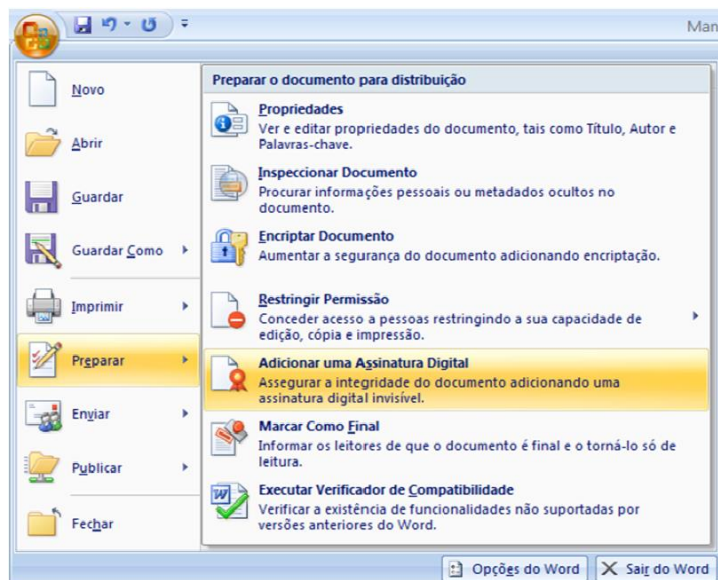 Man
Novo
Abrir
Guardar
Guardar Como
Imprimir
Preparar
Enviar
Publicar
Fechar
Preparar o documento para distribuição
Propriedades
Ver e editar propriedades do documento, tais como Título, Autor e
Palavras-chave.
Inspeccionar Documento
Procurar informações pessoais ou metadados ocultos no
documento.
Encriptar Documento
Aumentar a segurança do documento adicionando encriptação.
Restringir Permissão
Conceder acesso a pessoas restringindo a sua capacidade de
edição, cópia e impressão.
Adicionar uma Assinatura Digital
Assegurar a integridade do documento adicionando uma
assinatura digital invisível.
Marcar Como Final
Informar os leitores de que o documento é final e o torná-lo só de
leitura.
Executar Verificador de Compatibilidade
Verificar a existência de funcionalidades não suportadas por
versões anteriores do Word.
Opções do Word
Sair do Word